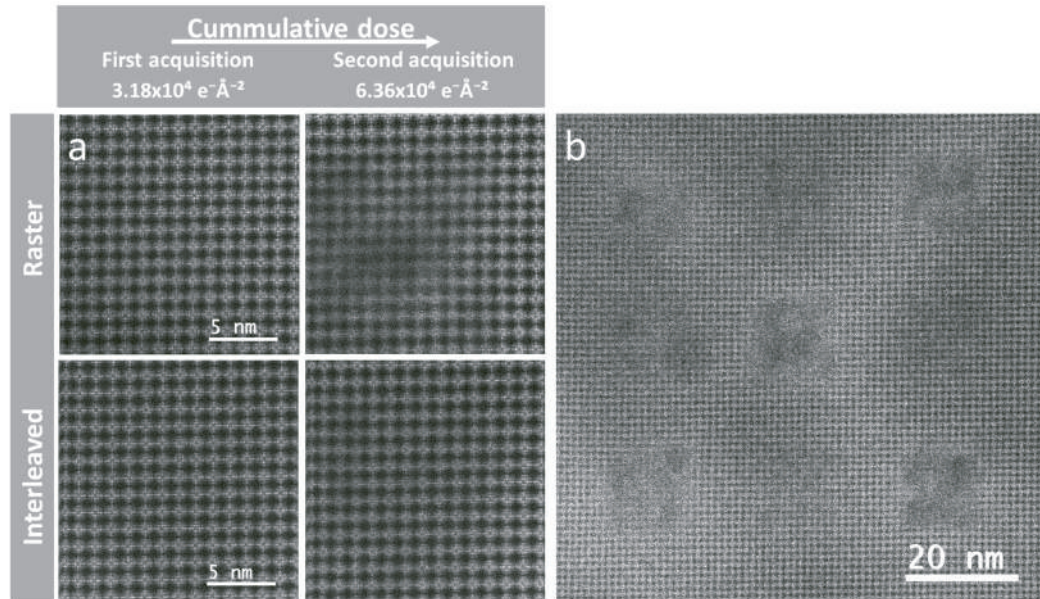 Cummulative dose
First acquisition
3.18x10⁴ e⁻Å⁻²
Second acquisition
6.36x10⁴ e⁻Å⁻²
Raster
a
5 nm
b
Interleaved
5 nm
20 nm